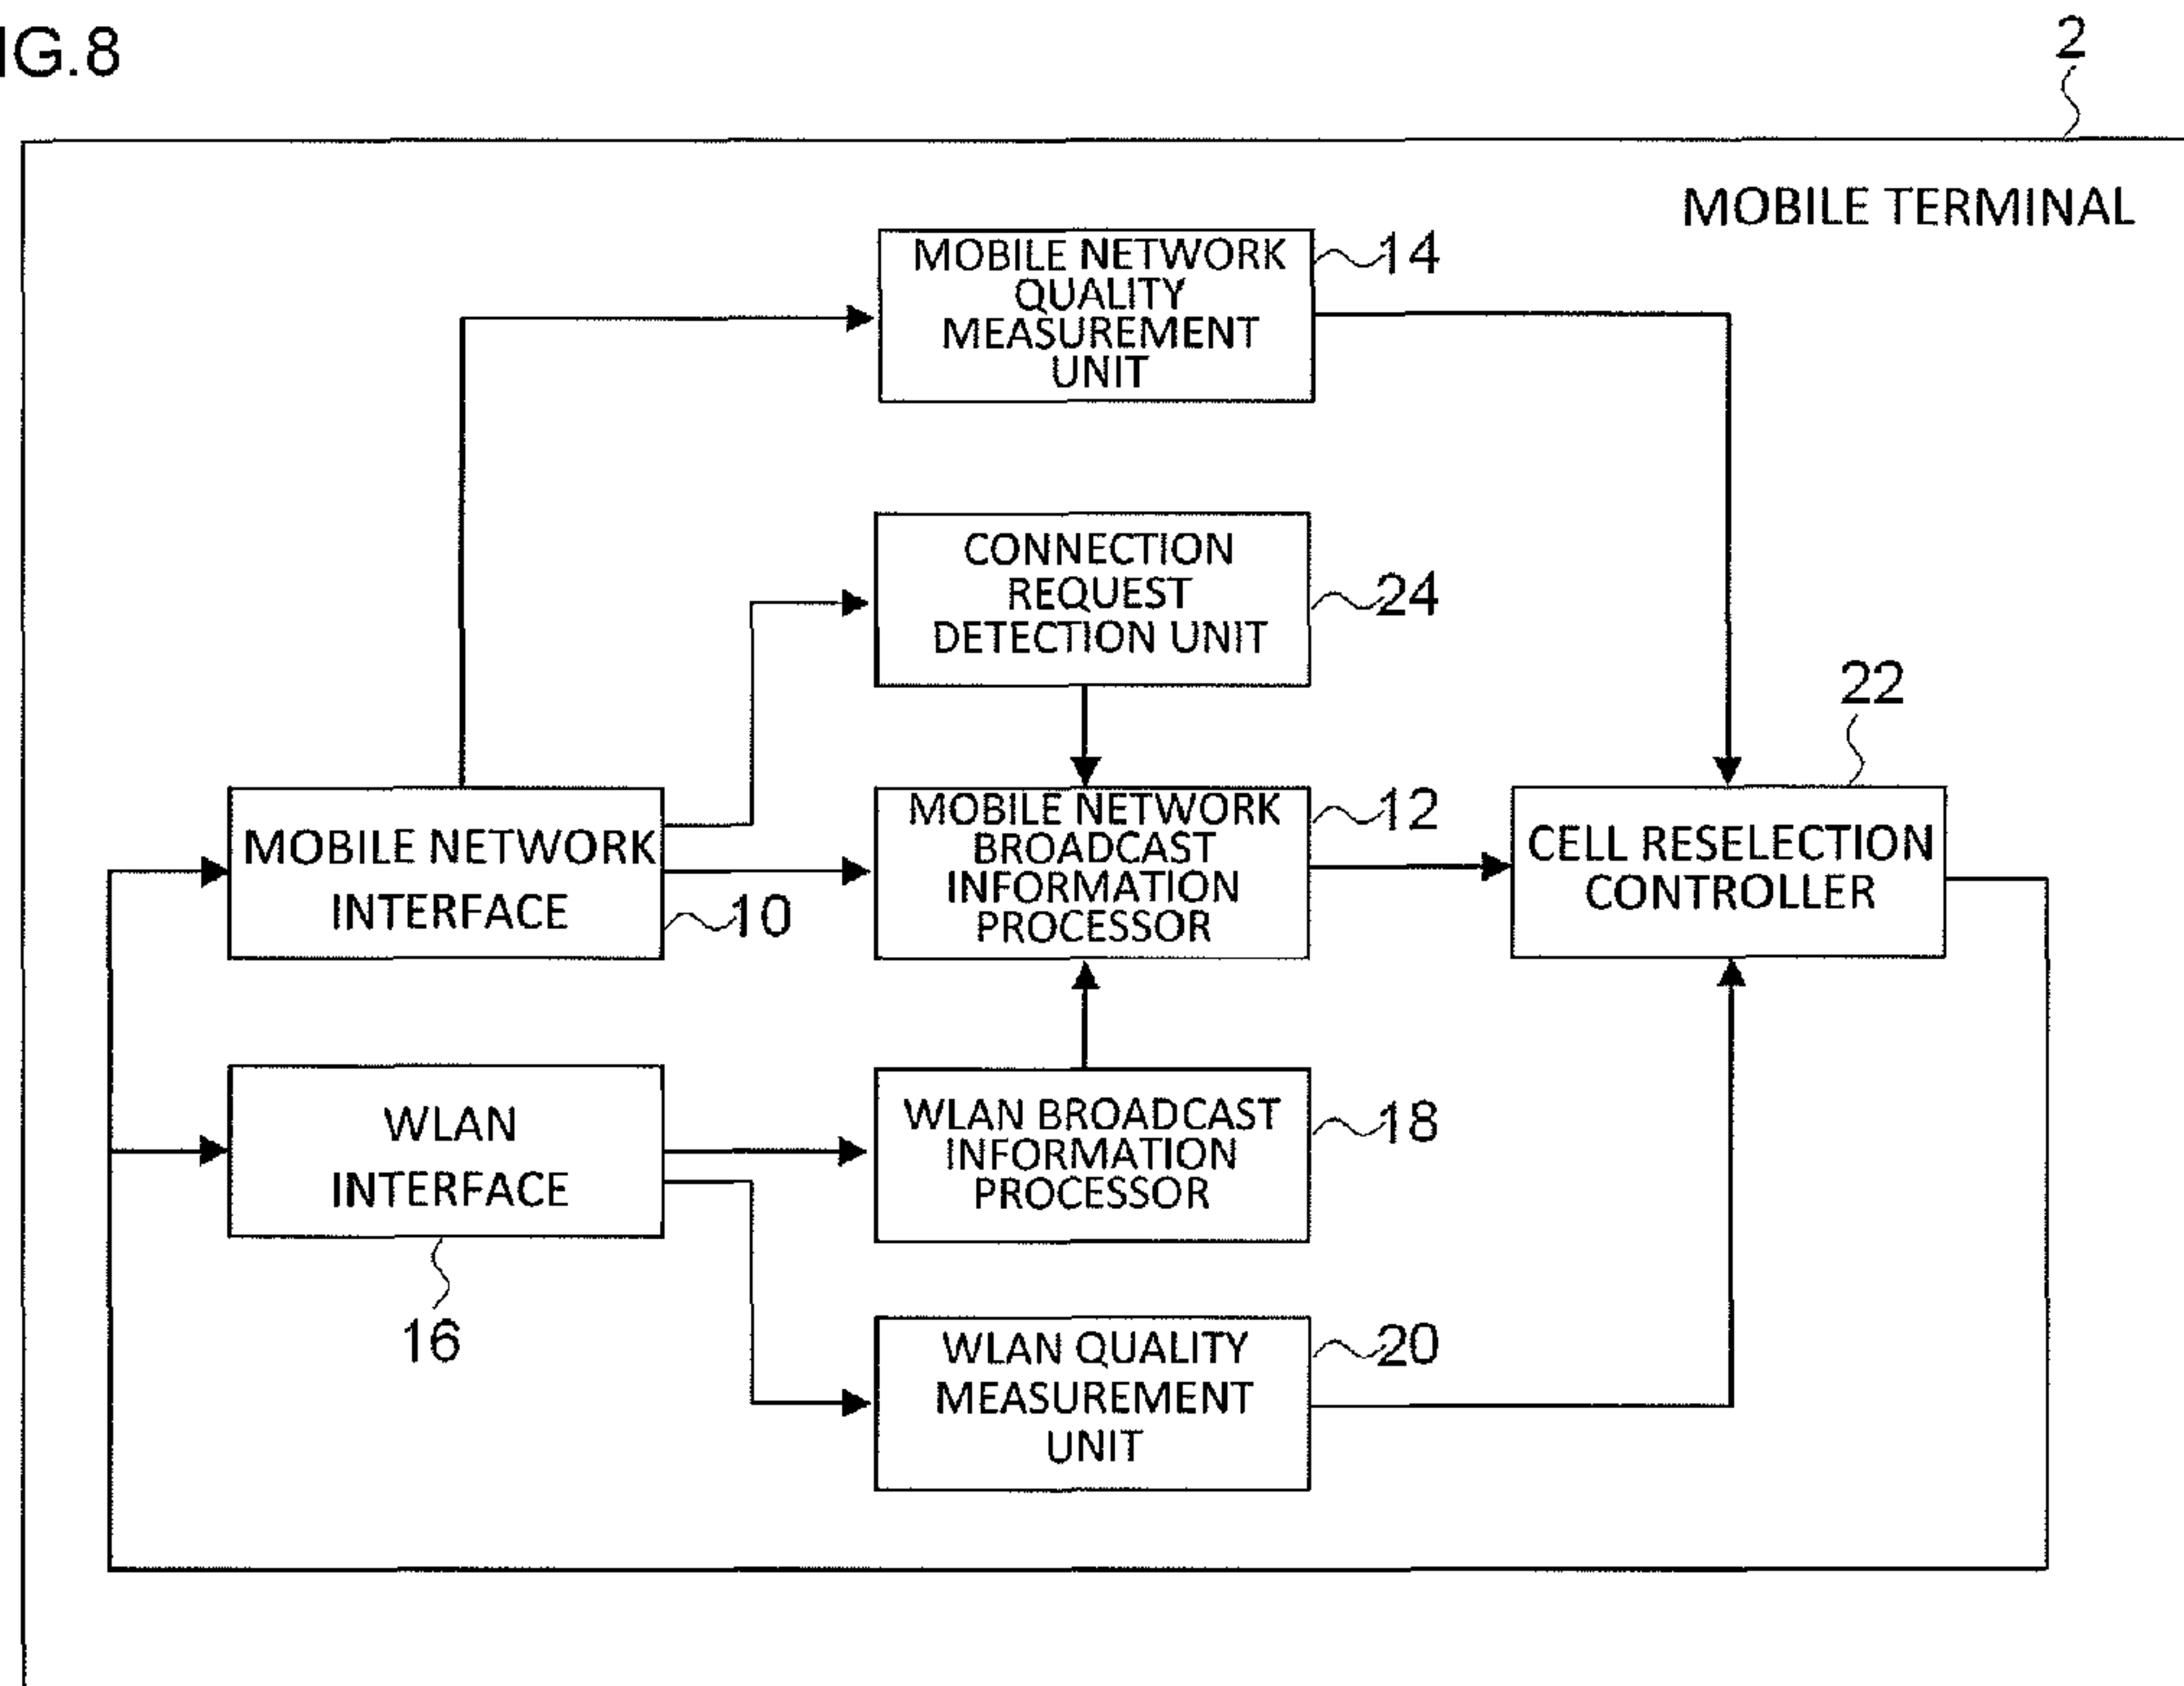 IG.8
2
MOBILE TERMINAL
MOBILE NETWORK
QUALITY
MEASUREMENT
UNIT
14
CONNECTION
REQUEST
DETECTION UNIT
24
22
MOBILE NETWORK
INTERFACE
10
MOBILE NETWORK
BROADCAST
INFORMATION
PROCESSOR
12
CELL RESELECTION
CONTROLLER
WLAN
INTERFACE
16
WLAN BROADCAST
INFORMATION
PROCESSOR
18
WLAN QUALITY
MEASUREMENT
UNIT
20